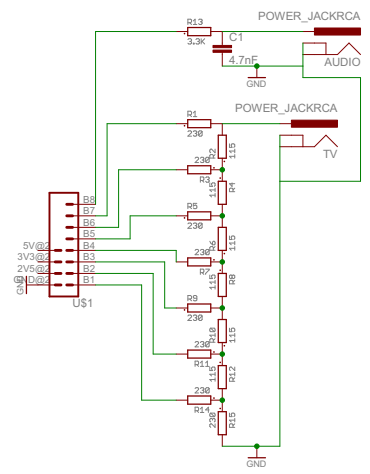 POWER_JACKRCA
R13
3.3K
C1
4.7nF
GND
AUDIO
POWER_JACKRCA
R1
230
R2
115
TV
230
R3
115
R4
B8
R5
230
B7
B6
B5
R6
115
5V@2
B4
3V3@2
B3
230
R7
115
R8
2V5@2
B2
GND@2
B1
GND
U$1
R9
230
R10
115
230
R11
115
R12
230
R14
230
R15
GND